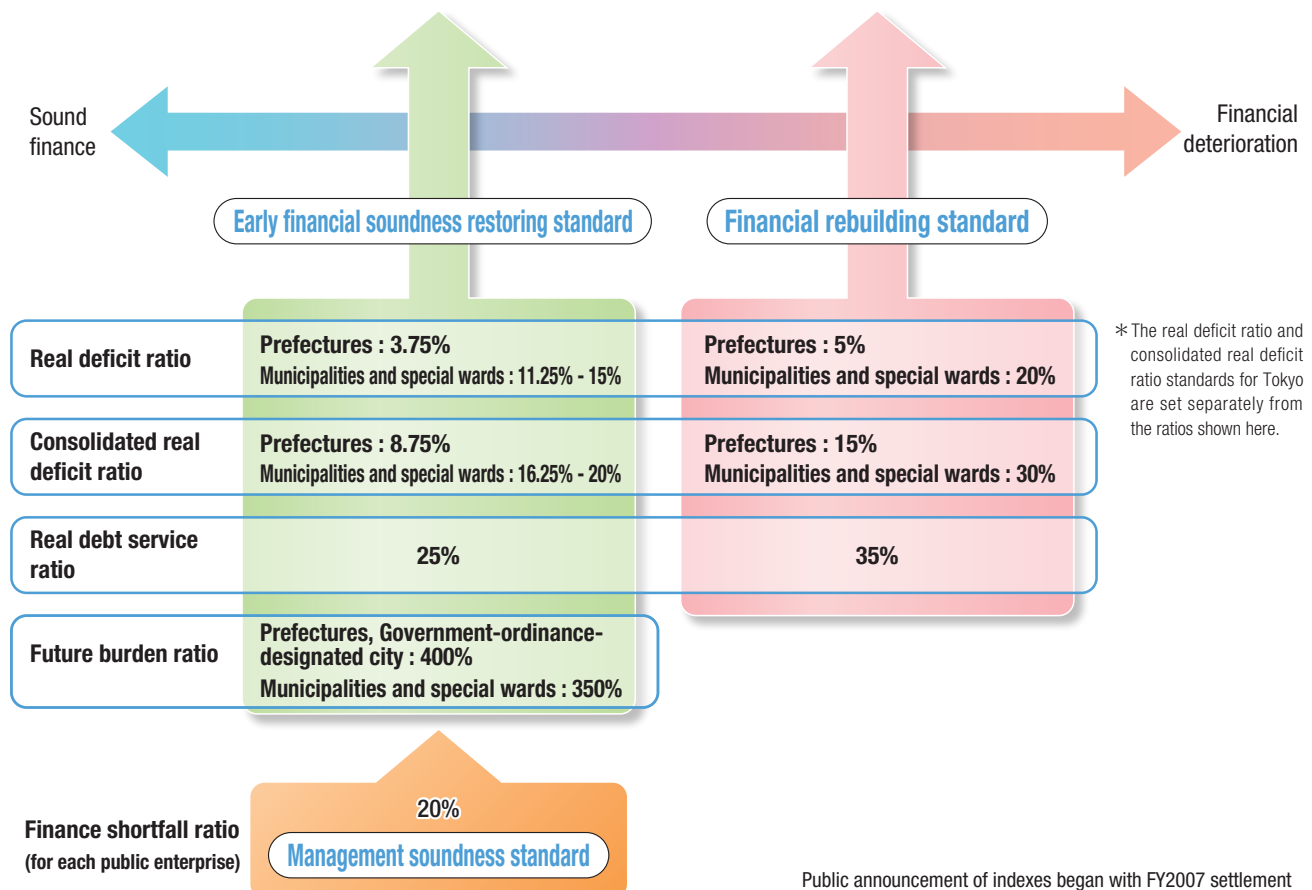 Sound
finance
Financial
deterioration
Early financial soundness restoring standard
Financial rebuilding standard
Real deficit ratio
Prefectures : 3.75%
Municipalities and special wards : 11.25% - 15%
Prefectures : 5%
Municipalities and special wards : 20%
＊The real deficit ratio and
consolidated real deficit
ratio standards for Tokyo
are set separately from
the ratios shown here.
Consolidated real
deficit ratio
Prefectures : 8.75%
Municipalities and special wards : 16.25% - 20%
Prefectures : 15%
Municipalities and special wards : 30%
Real debt service
ratio
25%
35%
Future burden ratio
Prefectures, Government-ordinance-
designated city : 400%
Municipalities and special wards : 350%
Finance shortfall ratio
(for each public enterprise)
20%
Management soundness standard
Public announcement of indexes began with FY2007 settlement